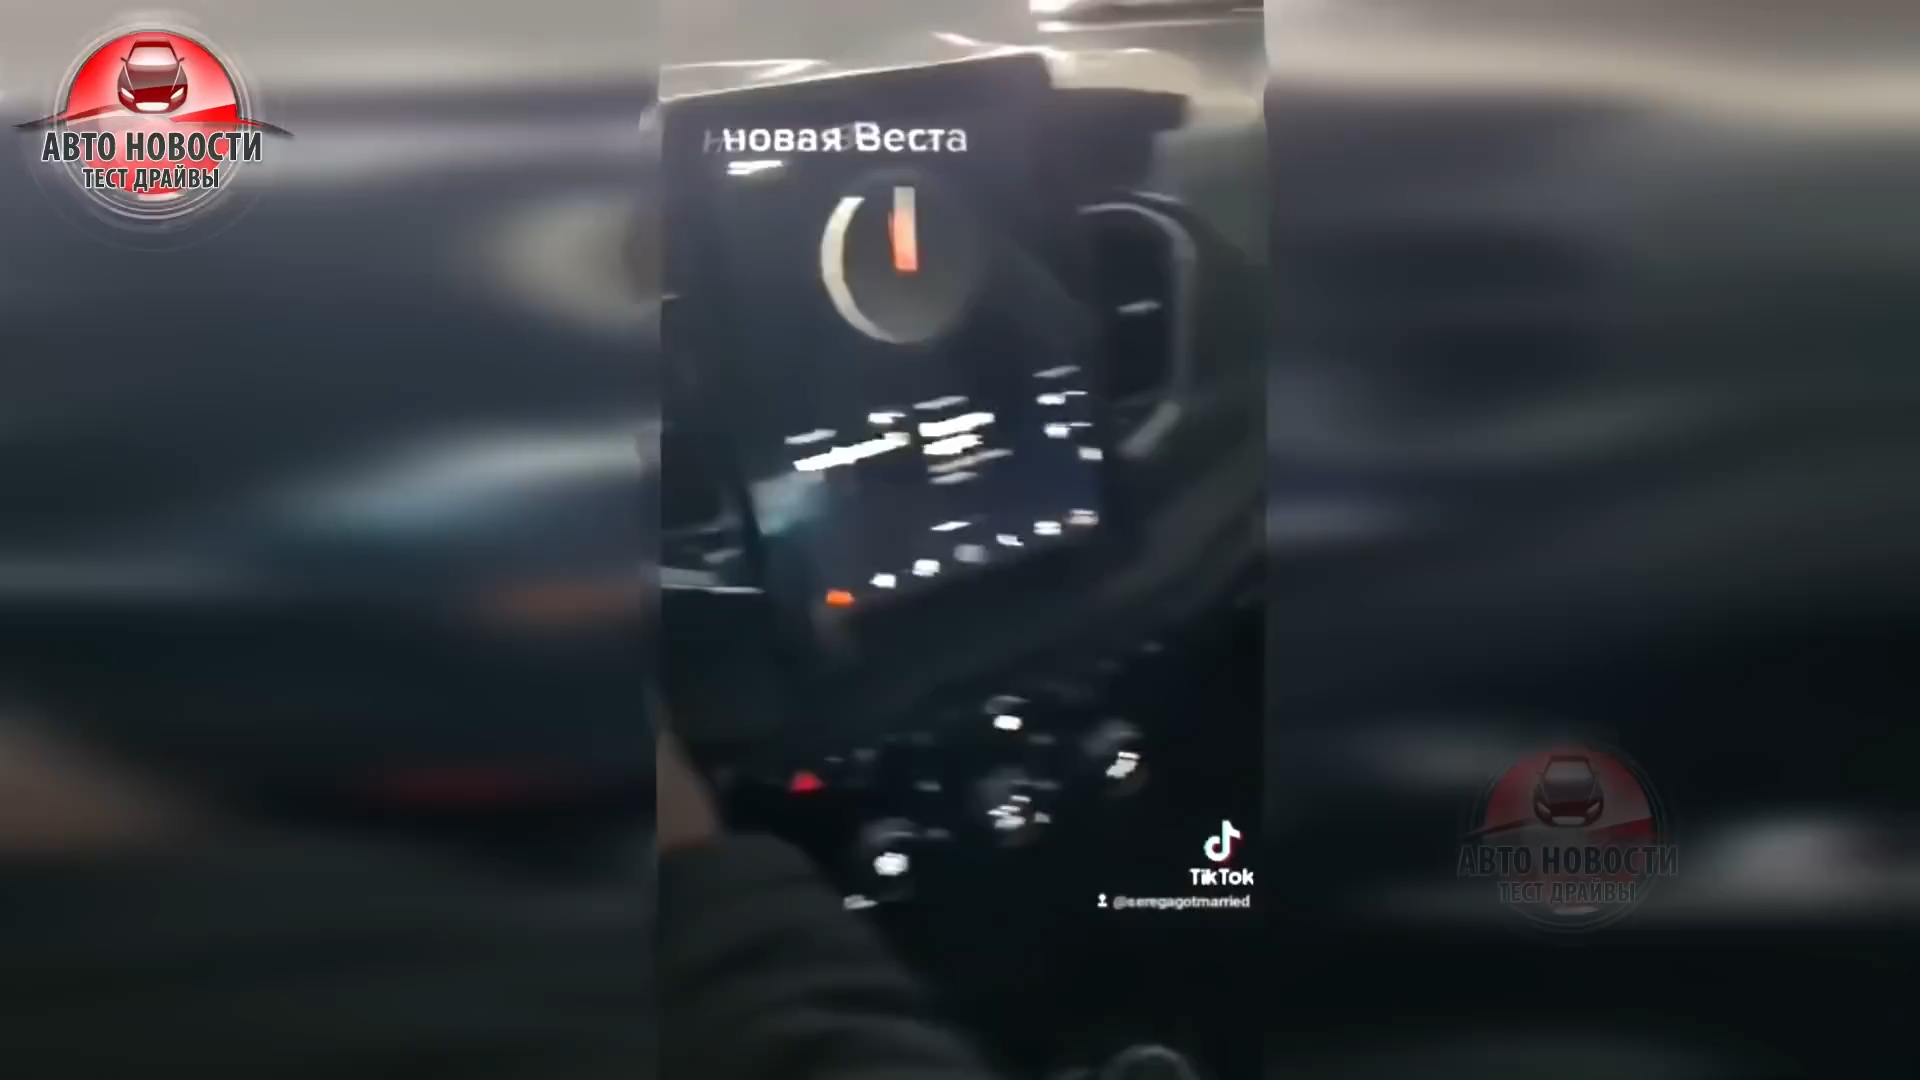 АВТО НОВОСТИ
ТЕСТ ДРАЙВЫ
новая Веста
TikTok
@seregagotmarried
АВТО НОВОСТИ
ТЕСТ ДРАЙВЫ